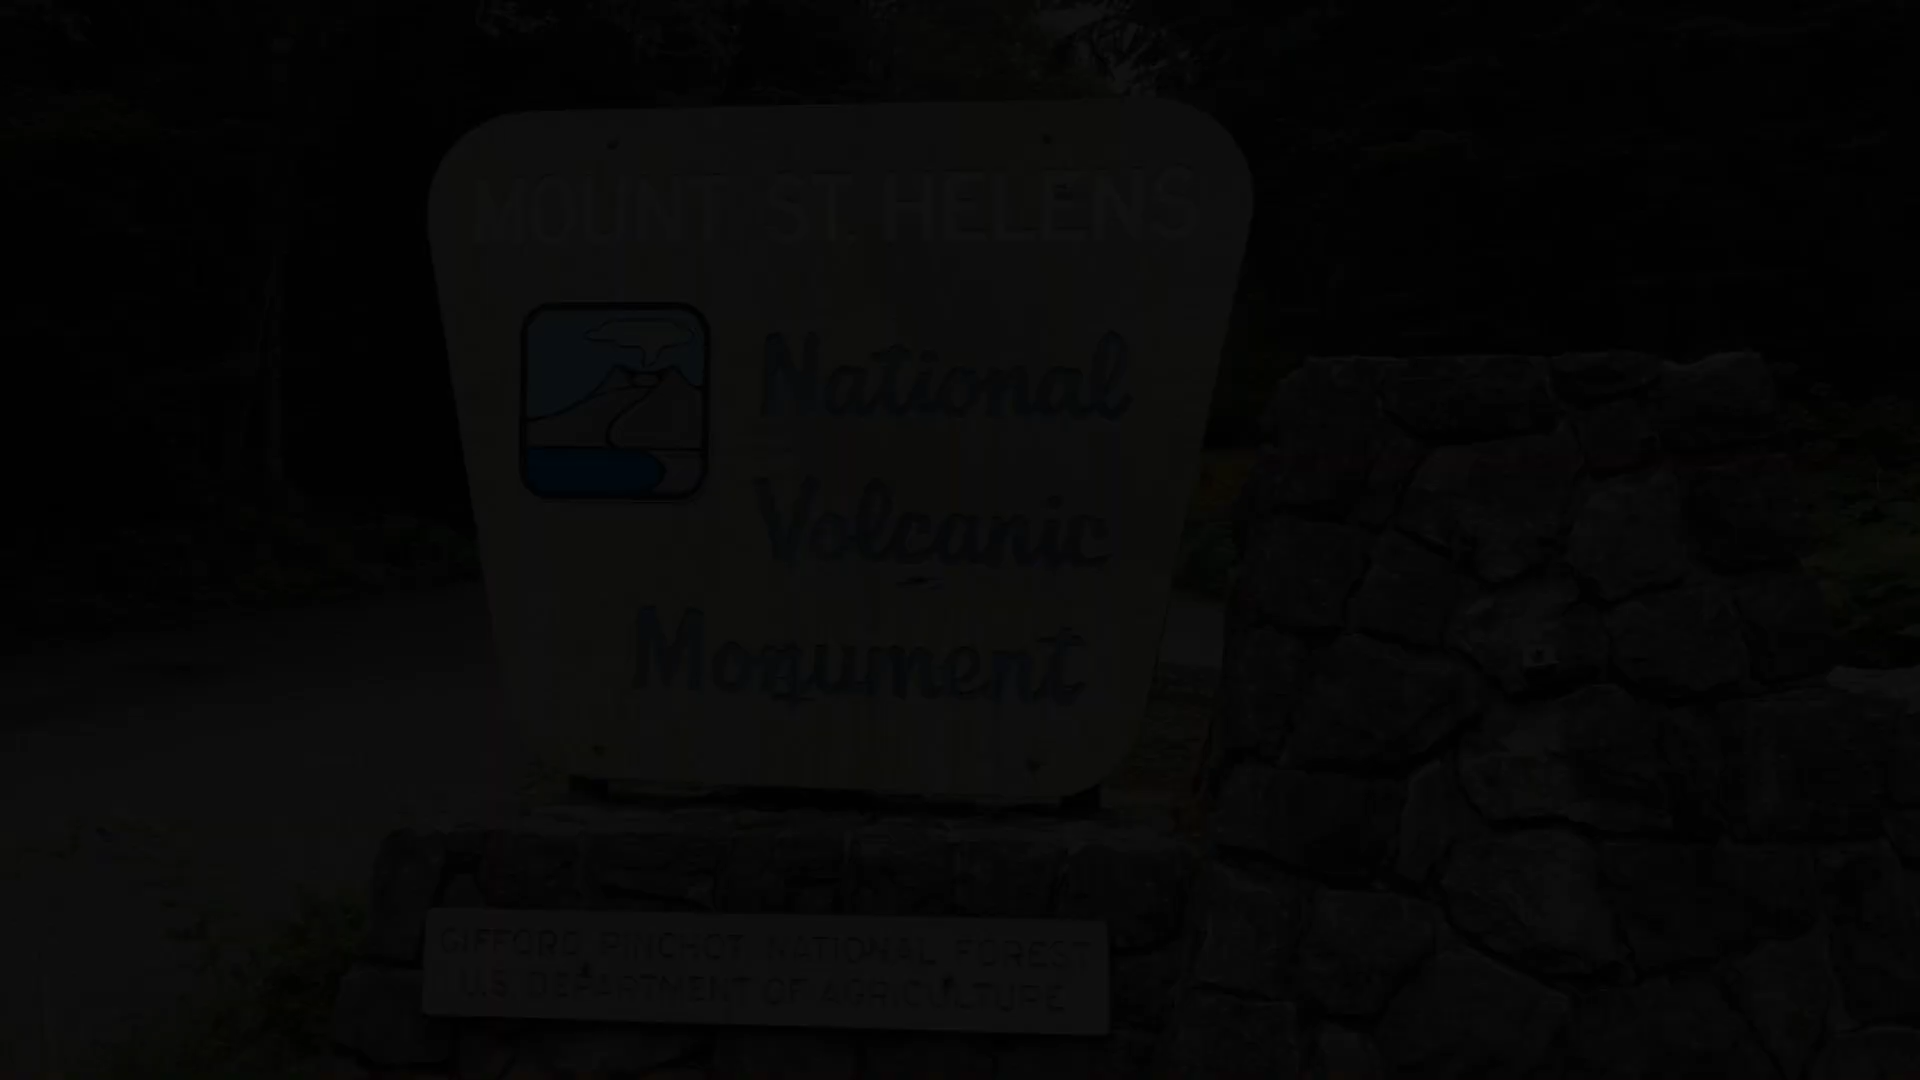 MOUNT ST. HELENS
National
Volcanic
Monument
GIFFORD PINCHOT NATIONAL FOREST
U.S. DEPARTMENT OF AGRICULTURE